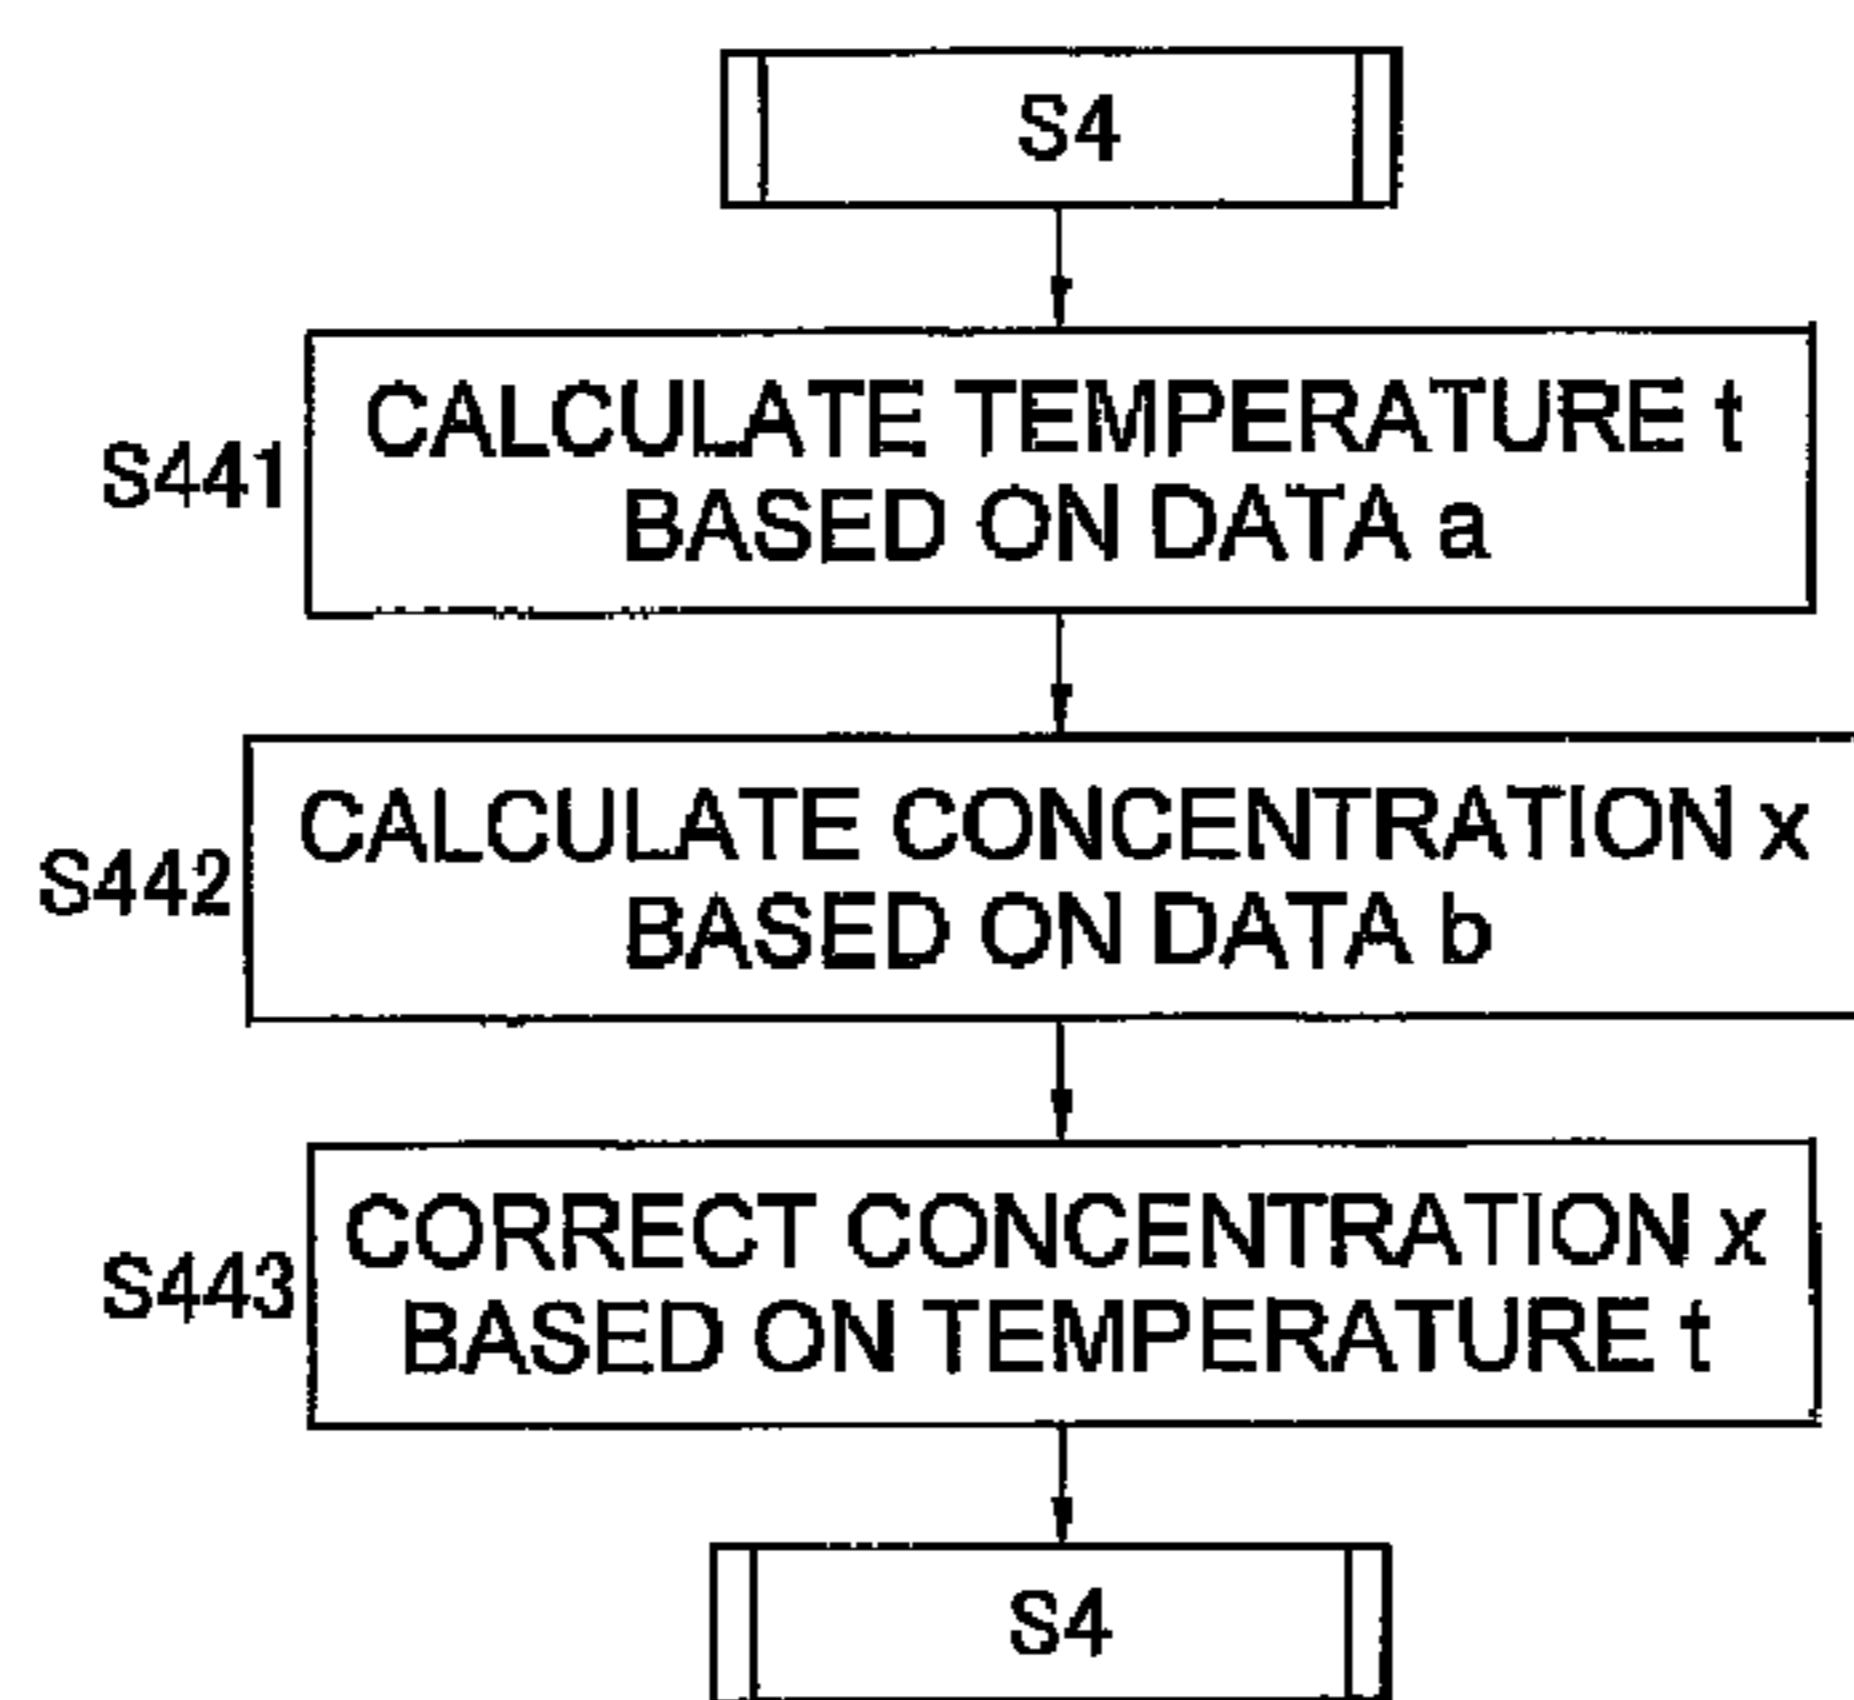 S4
S441
CALCULATE TEMPERATURE t
BASED ON DATA a
S442
CALCULATE CONCENTRATION x
BASED ON DATA b
S443
CORRECT CONCENTRATION x
BASED ON TEMPERATURE t
S4